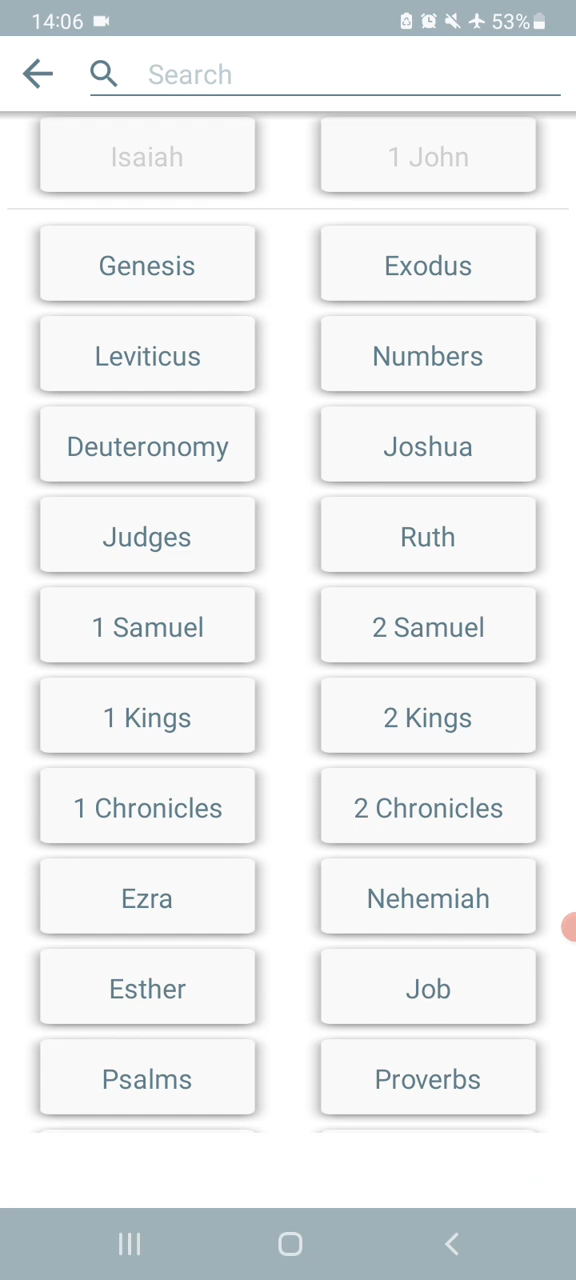 14:06 53%
Search
Isaiah 1 John
Genesis Exodus
Leviticus Numbers
Deuteronomy Joshua
Judges Ruth
1 Samuel 2 Samuel
1 Kings 2 Kings
1 Chronicles 2 Chronicles
Ezra Nehemiah
Esther Job
Psalms Proverbs